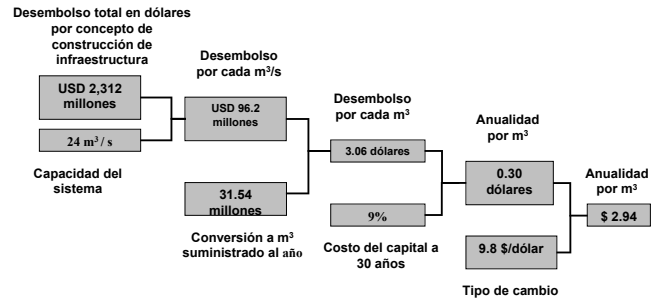 Desembolso total en dólares
por concepto de
construcción de
infraestructura
USD 2,312
millones
24 m³ / s
Capacidad del
sistema
Desembolso
por cada m³/s
USD 96.2
millones
31.54
millones
Conversión a m³
suministrado al año
Desembolso
por cada m³
3.06 dólares
9%
Costo del capital a
30 años
Anualidad
por m³
0.30
dólares
9.8 $/dólar
Tipo de cambio
Anualidad
por m³
$ 2.94